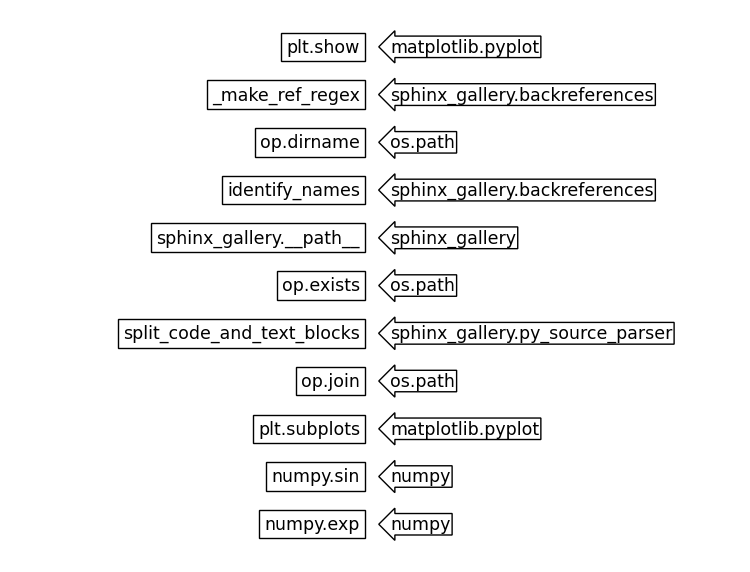 plt.show matplotlib.pyplot
_make_ref_regex sphinx_gallery.backreferences
op.dirname os.path
identify_names sphinx_gallery.backreferences
sphinx_gallery.__path__ sphinx_gallery
op.exists os.path
split_code_and_text_blocks sphinx_gallery.py_source_parser
op.join os.path
plt.subplots matplotlib.pyplot
numpy.sin numpy
numpy.exp numpy